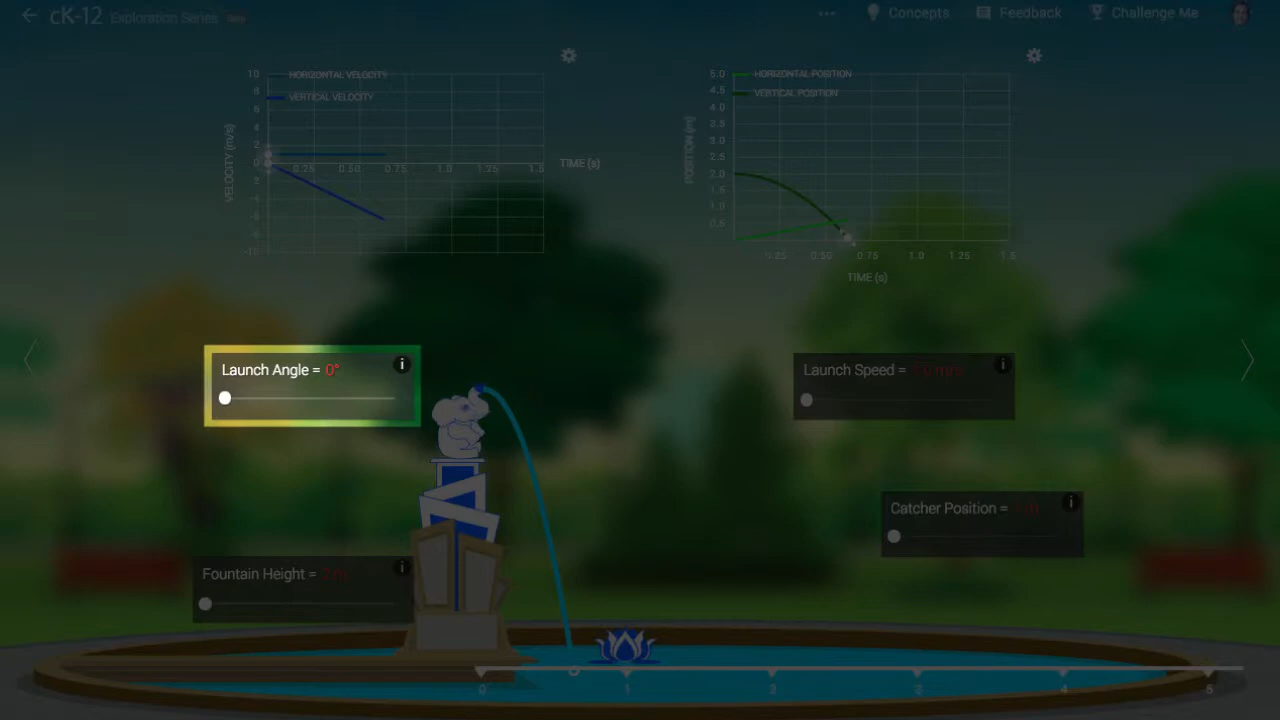 cK-12 Exploration Series Beta
Concepts
Feedback
Challenge Me
HORIZONTAL VELOCITY
VERTICAL VELOCITY
10
8
6
4
2
0
2
4
6
8
-10
VELOCITY (m/s)
0.25 0.50 0.75 1.0 1.25 1.5
TIME (s)
HORIZONTAL POSITION
VERTICAL POSITION
5.0
4.5
4.0
3.5
3.0
2.5
2.0
1.5
1.0
0.5
POSITION (m)
0.25 0.50 0.75 1.0 1.25 1.5
TIME (s)
Launch Angle = 0°
i
Launch Speed = 1.0 m/s
i
Catcher Position =
i
Fountain Height = 2 m
i
0 1 2 3 4 5